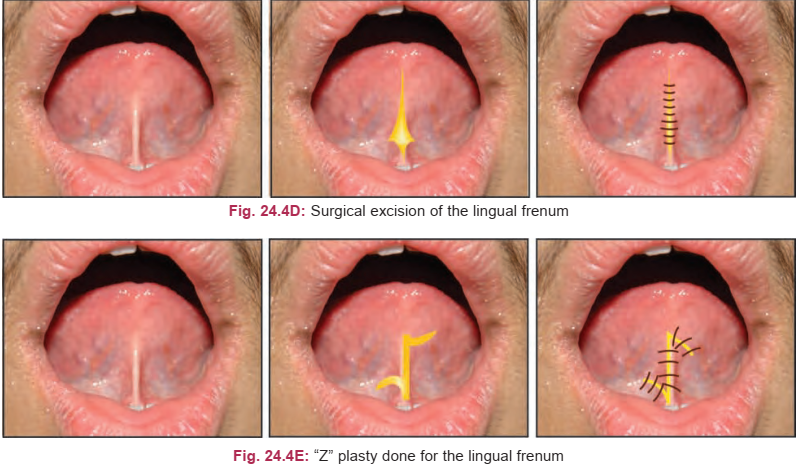 Fig. 24.4D: Surgical excision of the lingual frenum
Fig. 24.4E: “Z” plasty done for the lingual frenum